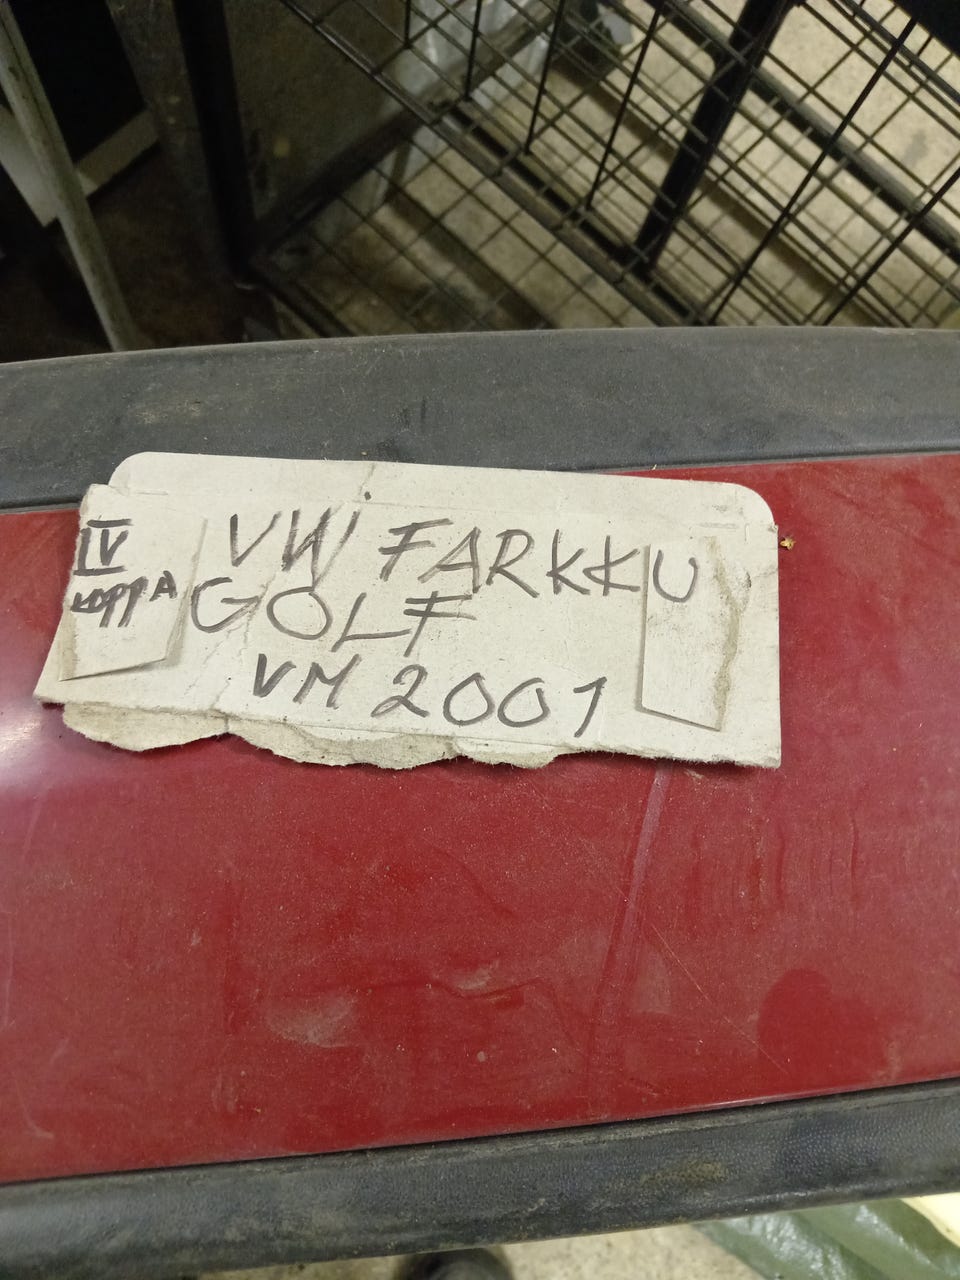 IV
KOPPA
VW FARKKU
GOLF
VM 2001